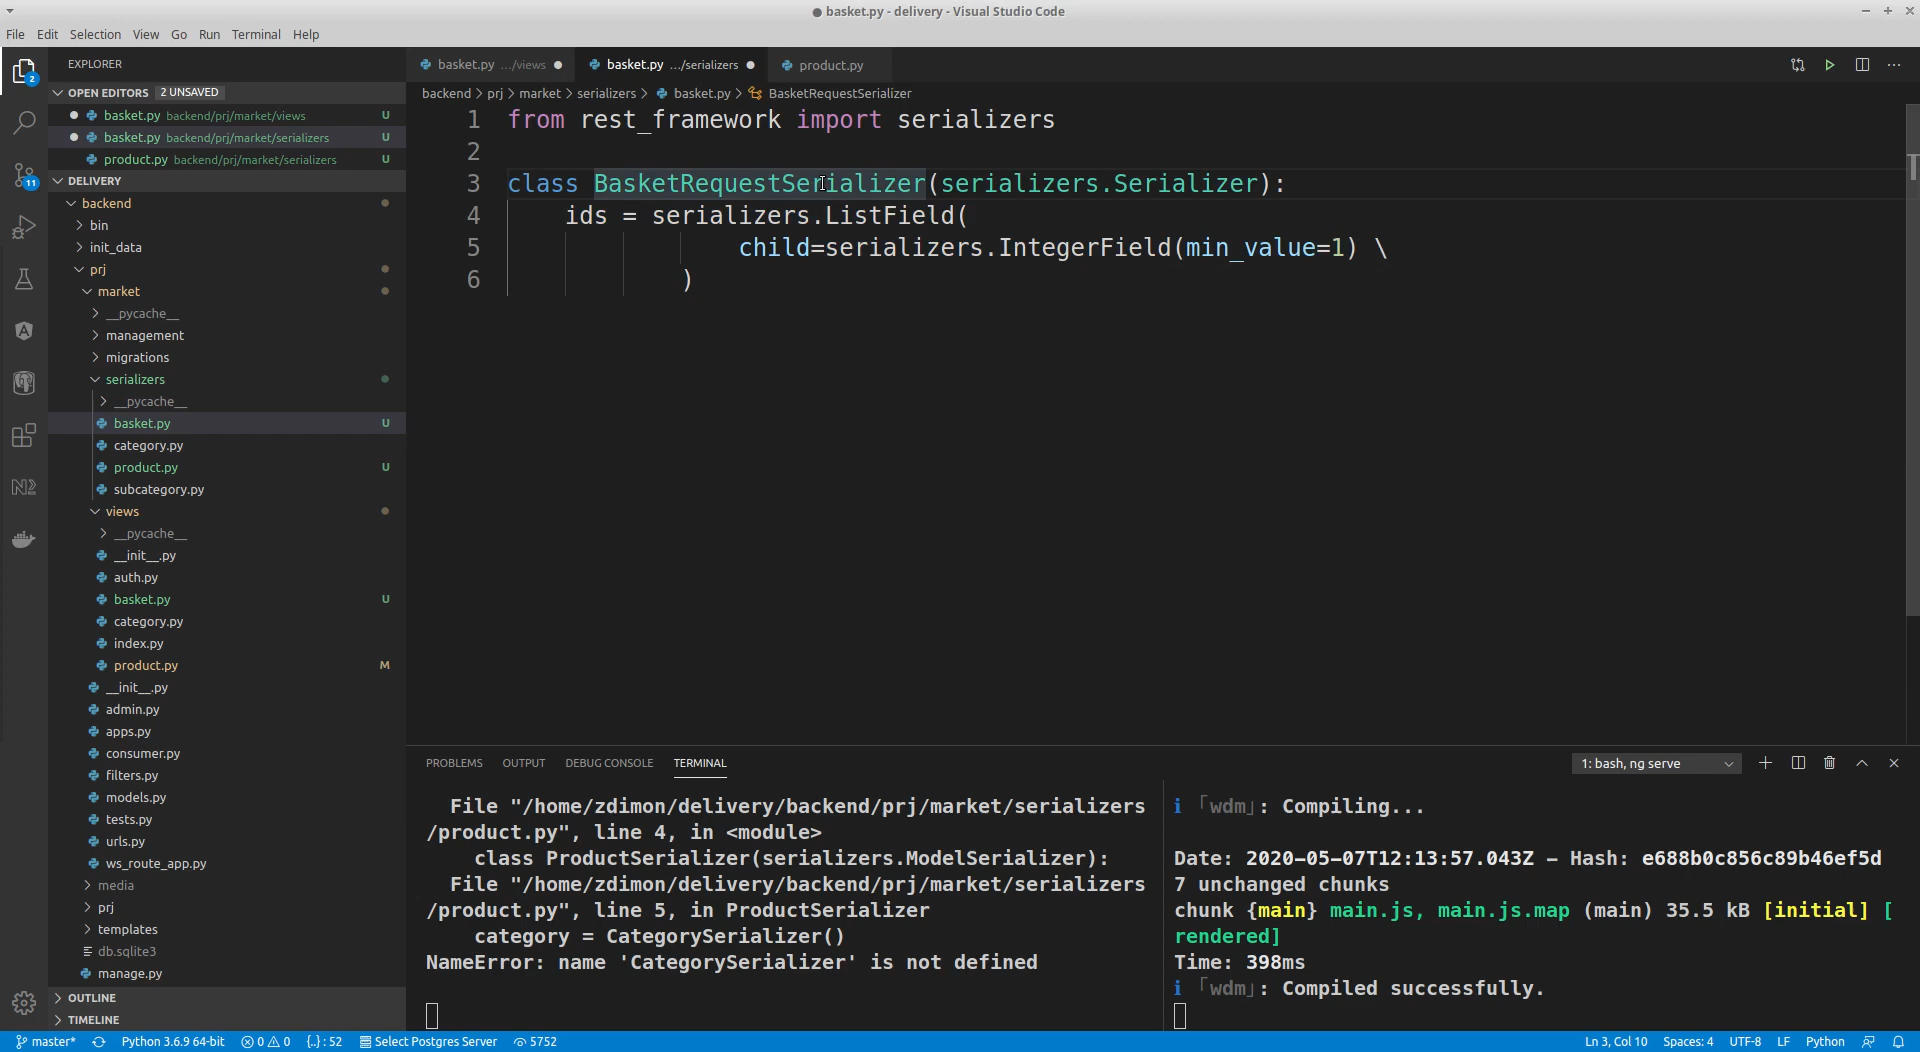 basket.py - delivery - Visual Studio Code
File Edit Selection View Go Run Terminal Help
EXPLORER
OPEN EDITORS 2 UNSAVED
basket.py backend/prj/market/views U
basket.py backend/prj/market/serializers U
product.py backend/prj/market/serializers U
DELIVERY
backend
bin
init_data
prj
market
__pycache__
management
migrations
serializers
__pycache__
basket.py U
category.py
product.py U
subcategory.py
views
__pycache__
__init__.py
auth.py
basket.py U
category.py
index.py
product.py M
__init__.py
admin.py
apps.py
consumer.py
filters.py
models.py
tests.py
urls.py
ws_route_app.py
media
prj
templates
db.sqlite3
manage.py
OUTLINE
TIMELINE
2
11
basket.py .../views
basket.py .../serializers
product.py
backend > prj > market > serializers > basket.py > BasketRequestSerializer
1 from rest_framework import serializers
2
3 class BasketRequestSerializer(serializers.Serializer):
4 ids = serializers.ListField(
5 child=serializers.IntegerField(min_value=1) \
6 )
PROBLEMS OUTPUT DEBUG CONSOLE TERMINAL
1: bash, ng serve
File "/home/zdimon/delivery/backend/prj/market/serializers
/product.py", line 4, in <module>
class ProductSerializer(serializers.ModelSerializer):
File "/home/zdimon/delivery/backend/prj/market/serializers
/product.py", line 5, in ProductSerializer
category = CategorySerializer()
NameError: name 'CategorySerializer' is not defined
ℹ ｢wdm｣: Compiling...
Date: 2020-05-07T12:13:57.043Z - Hash: e688b0c856c89b46ef5d
7 unchanged chunks
chunk {main} main.js, main.js.map (main) 35.5 kB [initial] [
rendered]
Time: 398ms
ℹ ｢wdm｣: Compiled successfully.
master* Python 3.6.9 64-bit 0 0 {..} : 52 Select Postgres Server 5752 Ln 3, Col 10 Spaces: 4 UTF-8 LF Python